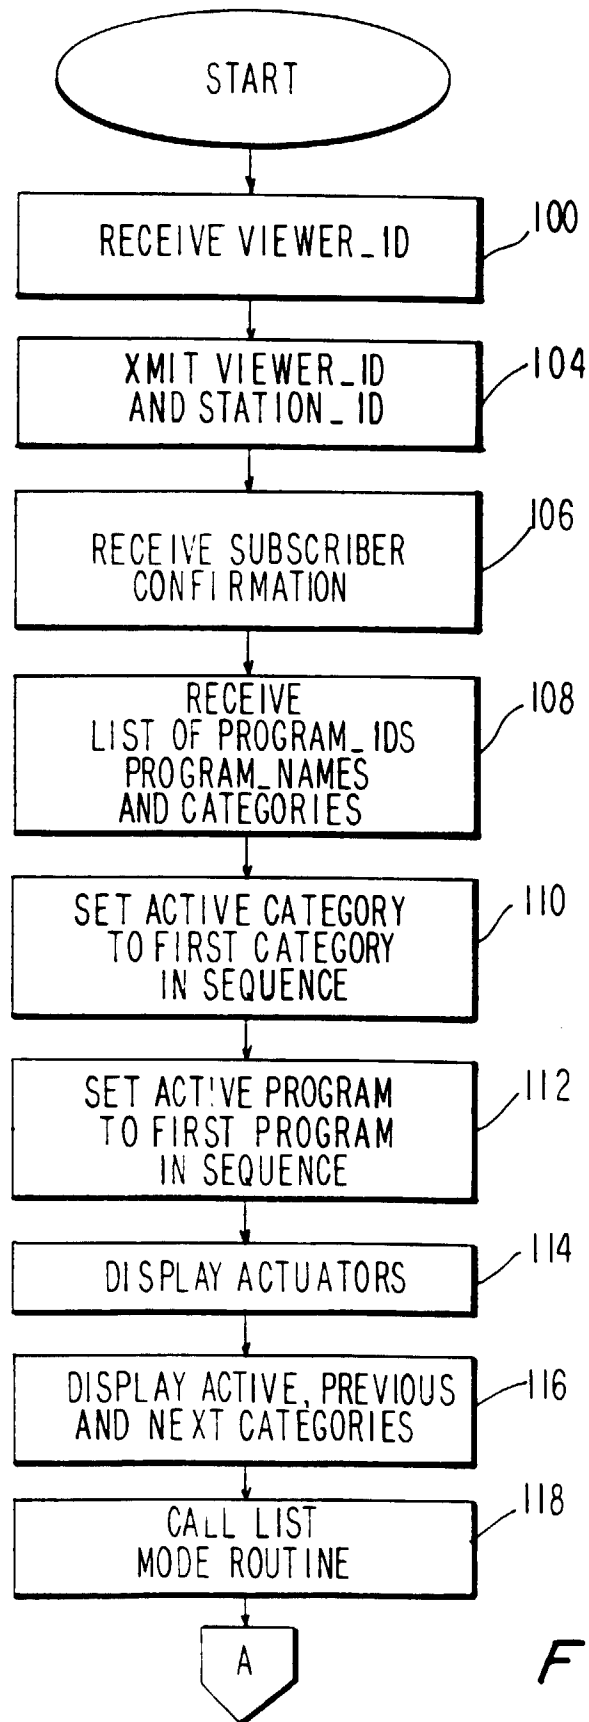 START
RECEIVE VIEWER_ID
100
XMIT VIEWER_ID
AND STATION_ID
104
RECEIVE SUBSCRIBER
CONFIRMATION
106
RECEIVE
LIST OF PROGRAM_IDS
PROGRAM_NAMES
AND CATEGORIES
108
SET ACTIVE CATEGORY
TO FIRST CATEGORY
IN SEQUENCE
110
SET ACTIVE PROGRAM
TO FIRST PROGRAM
IN SEQUENCE
112
DISPLAY ACTUATORS
114
DISPLAY ACTIVE, PREVIOUS
AND NEXT CATEGORIES
116
CALL LIST
MODE ROUTINE
118
A
F